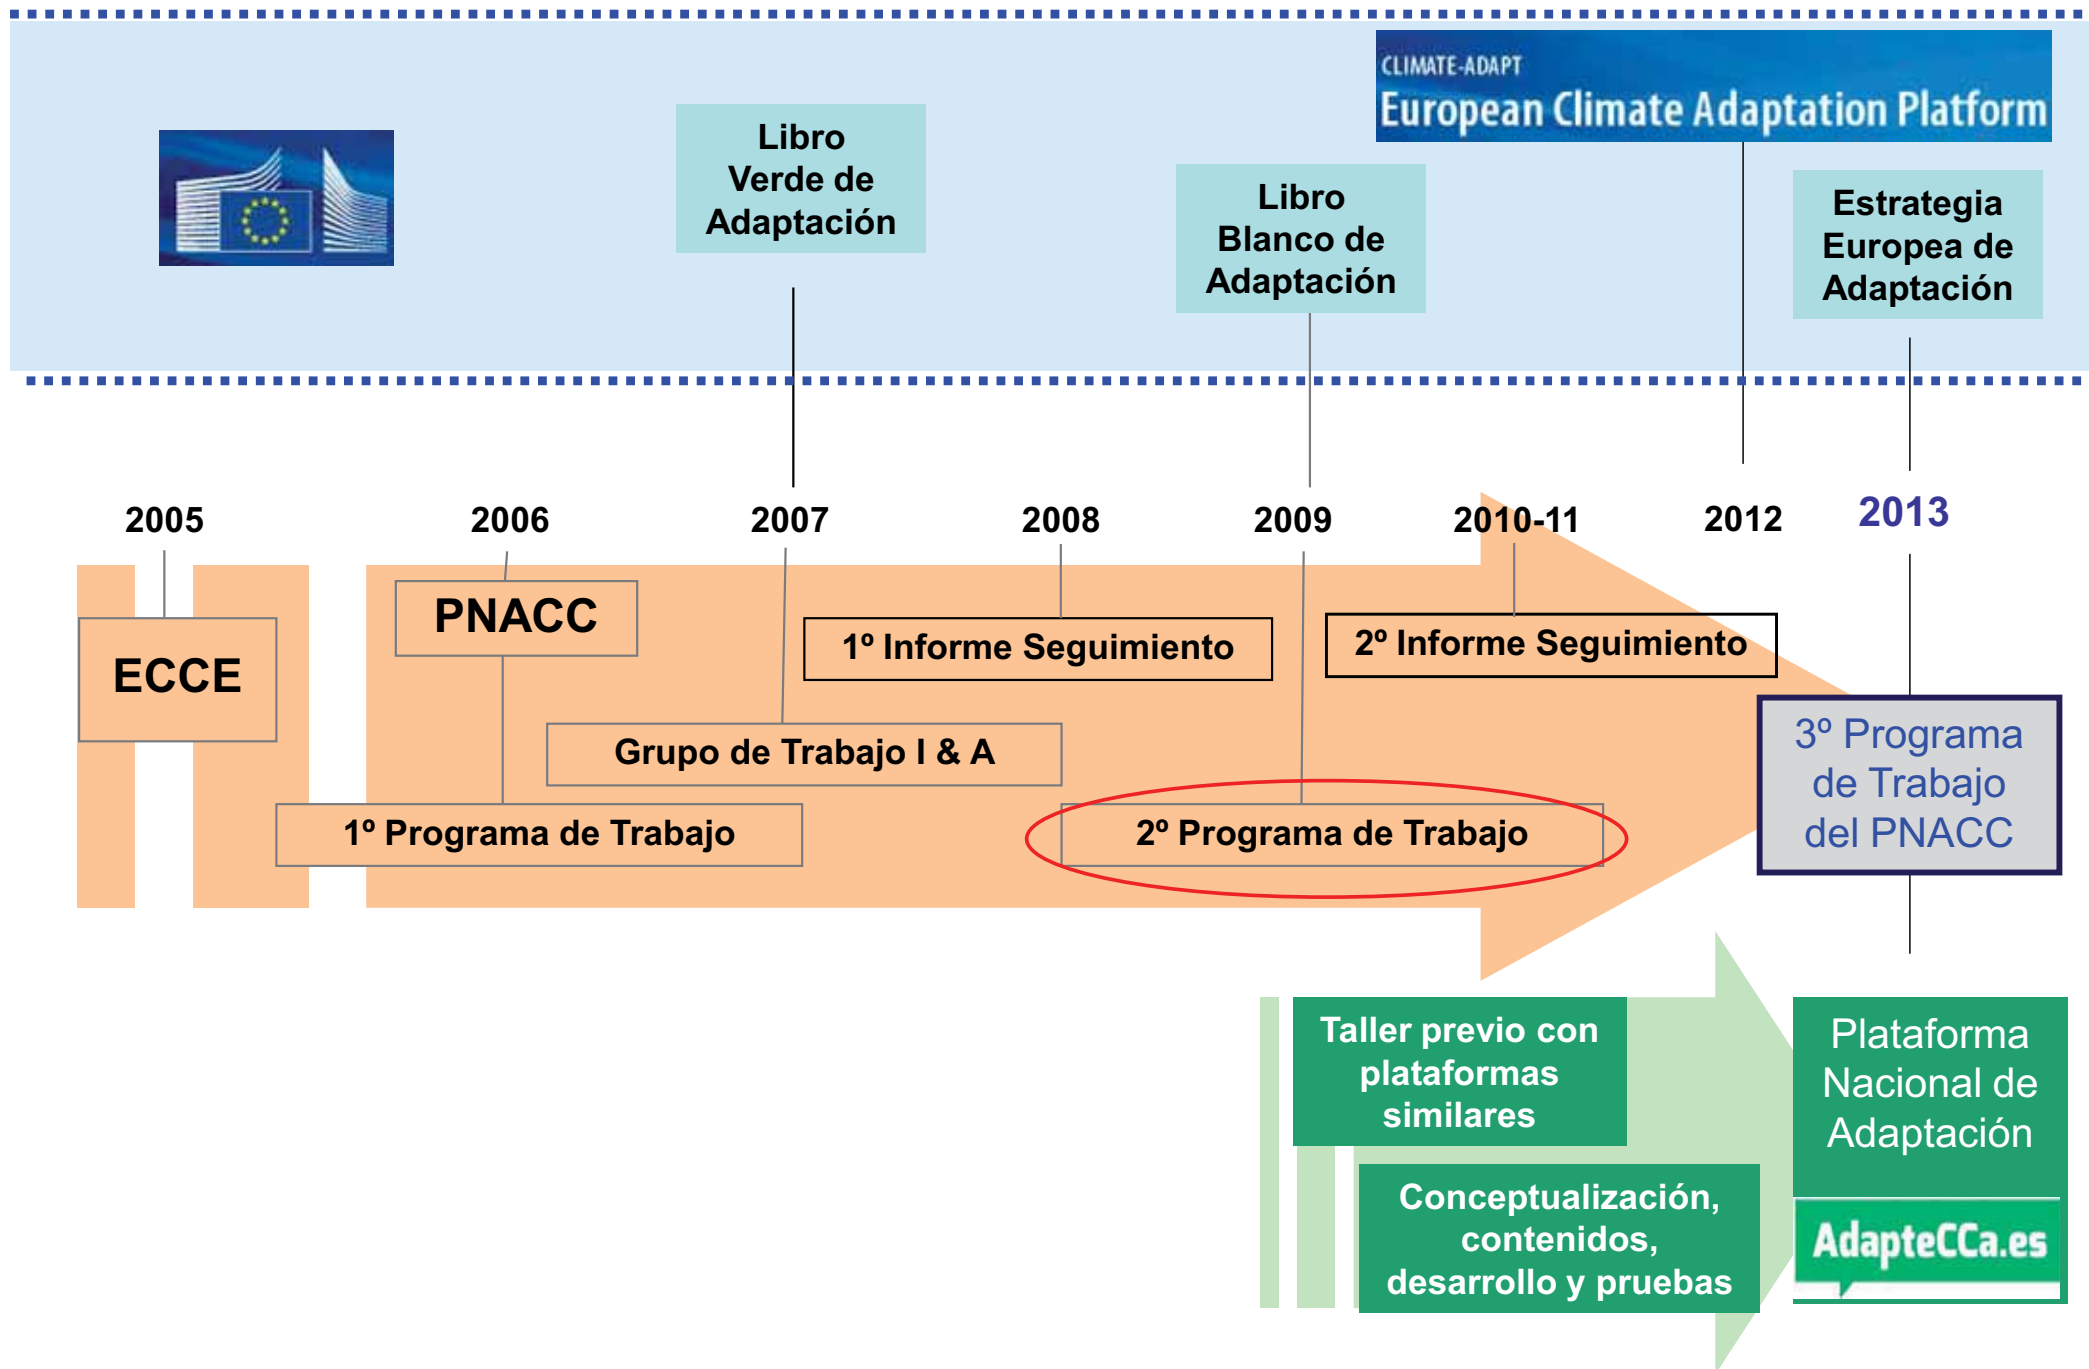 CLIMATE-ADAPT
European Climate Adaptation Platform
Libro
Verde de
Adaptación
Libro
Blanco de
Adaptación
Estrategia
Europea de
Adaptación
2005
2006
2007
2008
2009
2010-11
2012
2013
ECCE
PNACC
1º Informe Seguimiento
2º Informe Seguimiento
Grupo de Trabajo I & A
1º Programa de Trabajo
2º Programa de Trabajo
3º Programa
de Trabajo
del PNACC
Taller previo con
plataformas
similares
Conceptualización,
contenidos,
desarrollo y pruebas
Plataforma
Nacional de
Adaptación
AdapteCCa.es